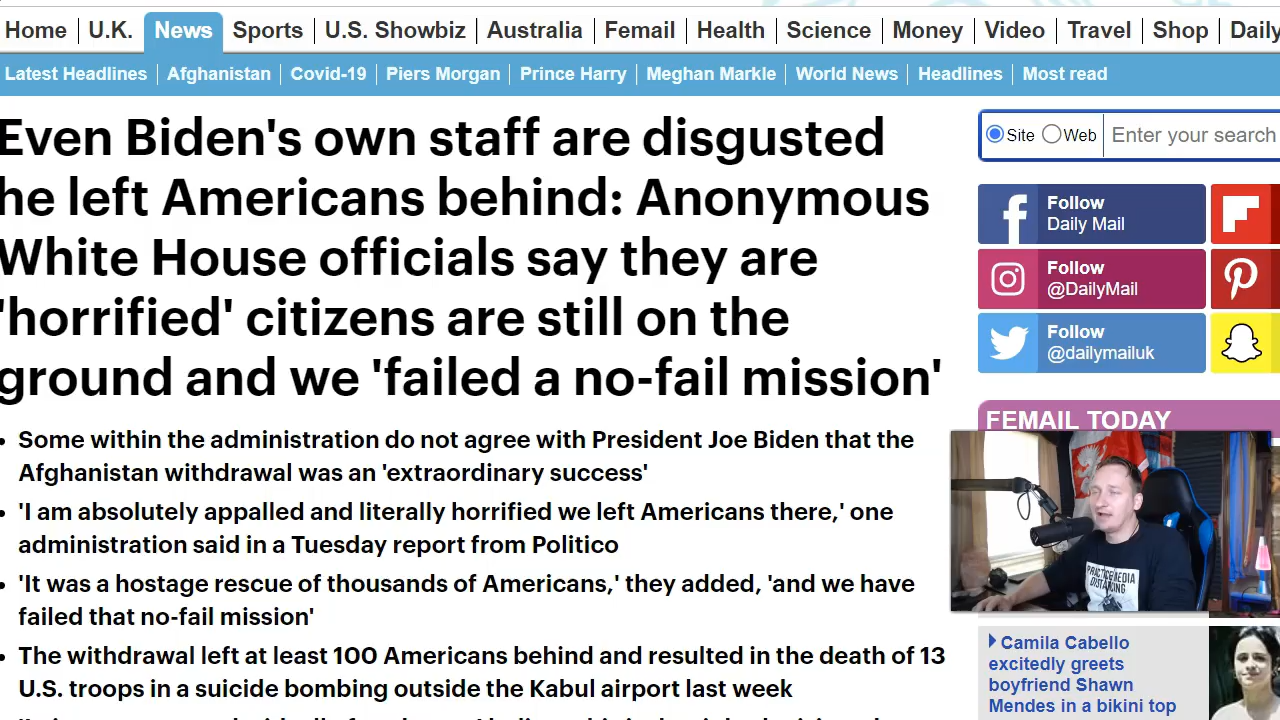 Home U.K. News Sports U.S. Showbiz Australia Femail Health Science Money Video Travel Shop Daily
Latest Headlines Afghanistan Covid-19 Piers Morgan Prince Harry Meghan Markle World News Headlines Most read
Even Biden's own staff are disgusted
he left Americans behind: Anonymous
White House officials say they are
'horrified' citizens are still on the
ground and we 'failed a no-fail mission'
• Some within the administration do not agree with President Joe Biden that the
Afghanistan withdrawal was an 'extraordinary success'
• 'I am absolutely appalled and literally horrified we left Americans there,' one
administration said in a Tuesday report from Politico
• 'It was a hostage rescue of thousands of Americans,' they added, 'and we have
failed that no-fail mission'
• The withdrawal left at least 100 Americans behind and resulted in the death of 13
U.S. troops in a suicide bombing outside the Kabul airport last week
Site Web Enter your search
Follow
Daily Mail
Follow
@DailyMail
Follow
@dailymailuk
FEMAIL TODAY
PRACTICE MEDIA
DISTANCING
Camila Cabello
excitedly greets
boyfriend Shawn
Mendes in a bikini top